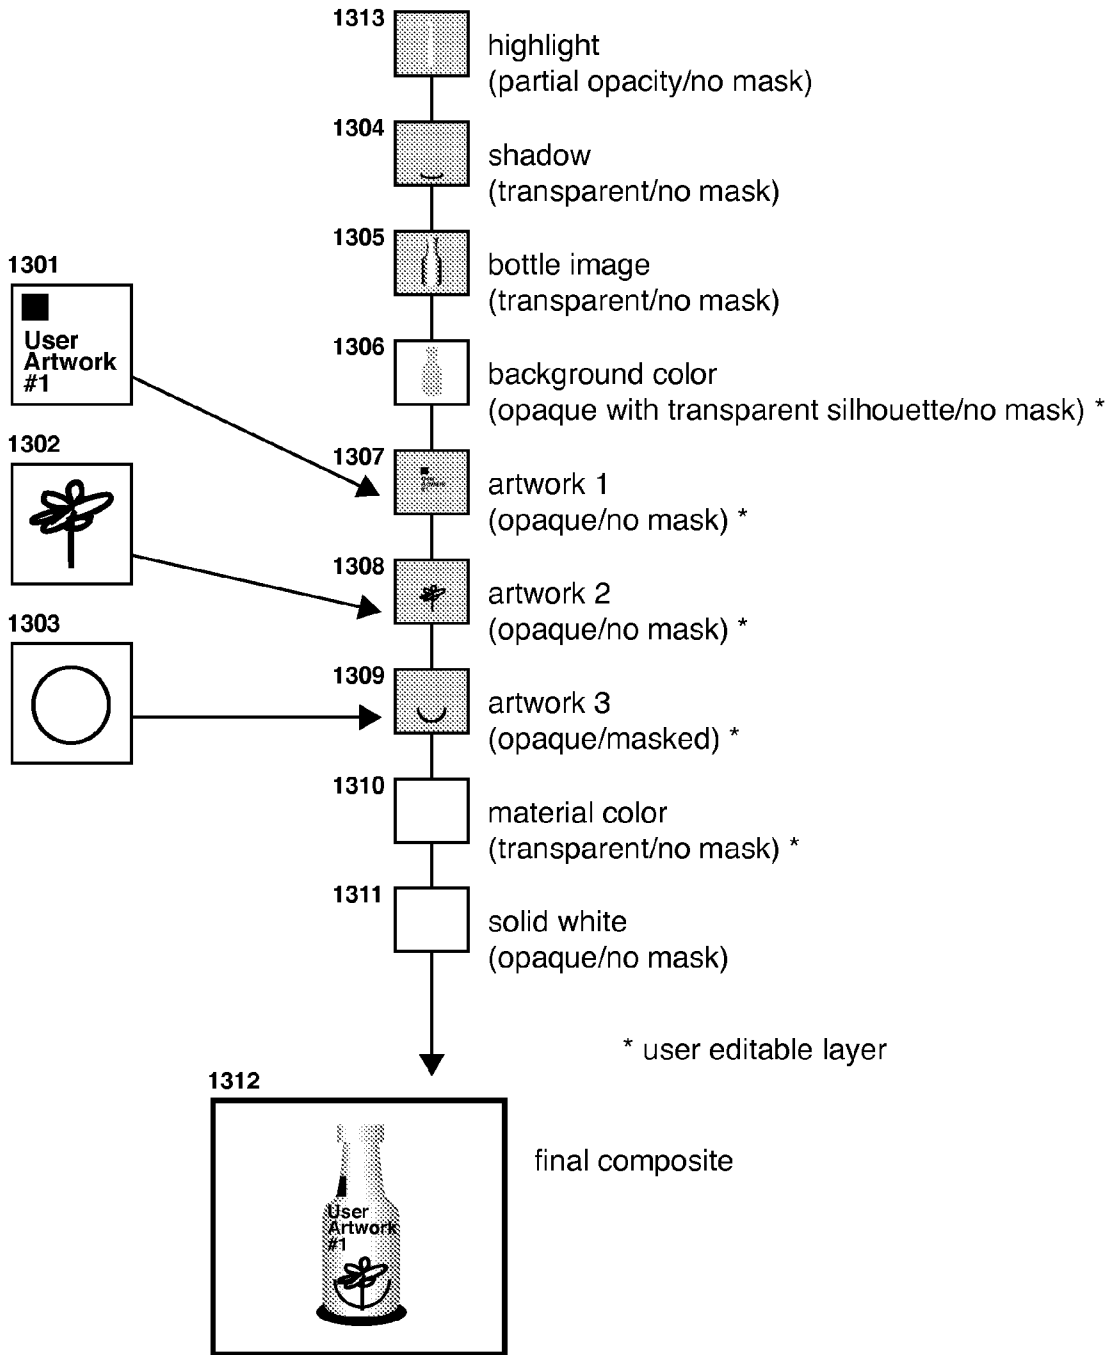 1313
highlight
(partial opacity/no mask)
1304
shadow
(transparent/no mask)
1305
bottle image
(transparent/no mask)
1301
User
Artwork
#1
1306
background color
(opaque with transparent silhouette/no mask) *
1302
1307
artwork 1
(opaque/no mask) *
1308
artwork 2
(opaque/no mask) *
1303
1309
artwork 3
(opaque/masked) *
1310
material color
(transparent/no mask) *
1311
solid white
(opaque/no mask)
* user editable layer
1312
final composite
User
Artwork
#1